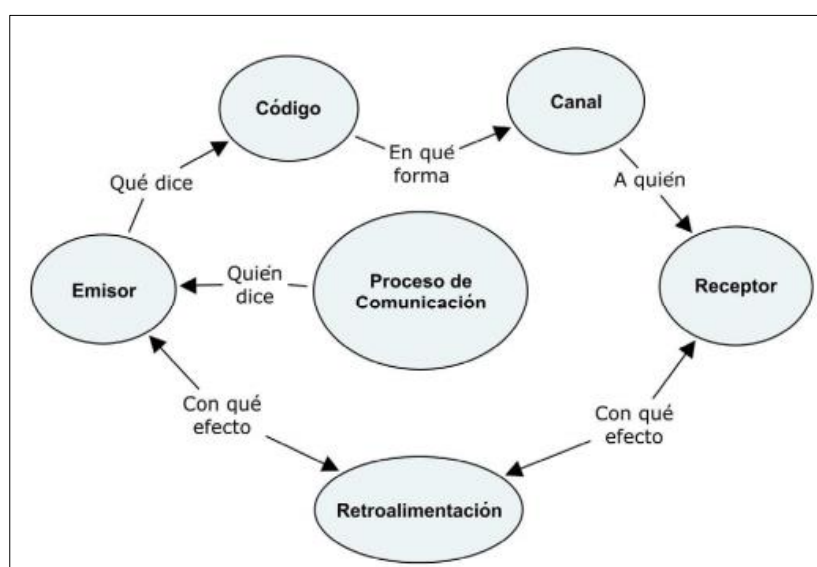 Código
Canal
En qué
forma
Qué dice
A quién
Emisor
Quién
dice
Proceso de
Comunicación
Receptor
Con qué
efecto
Con qué
efecto
Retroalimentación